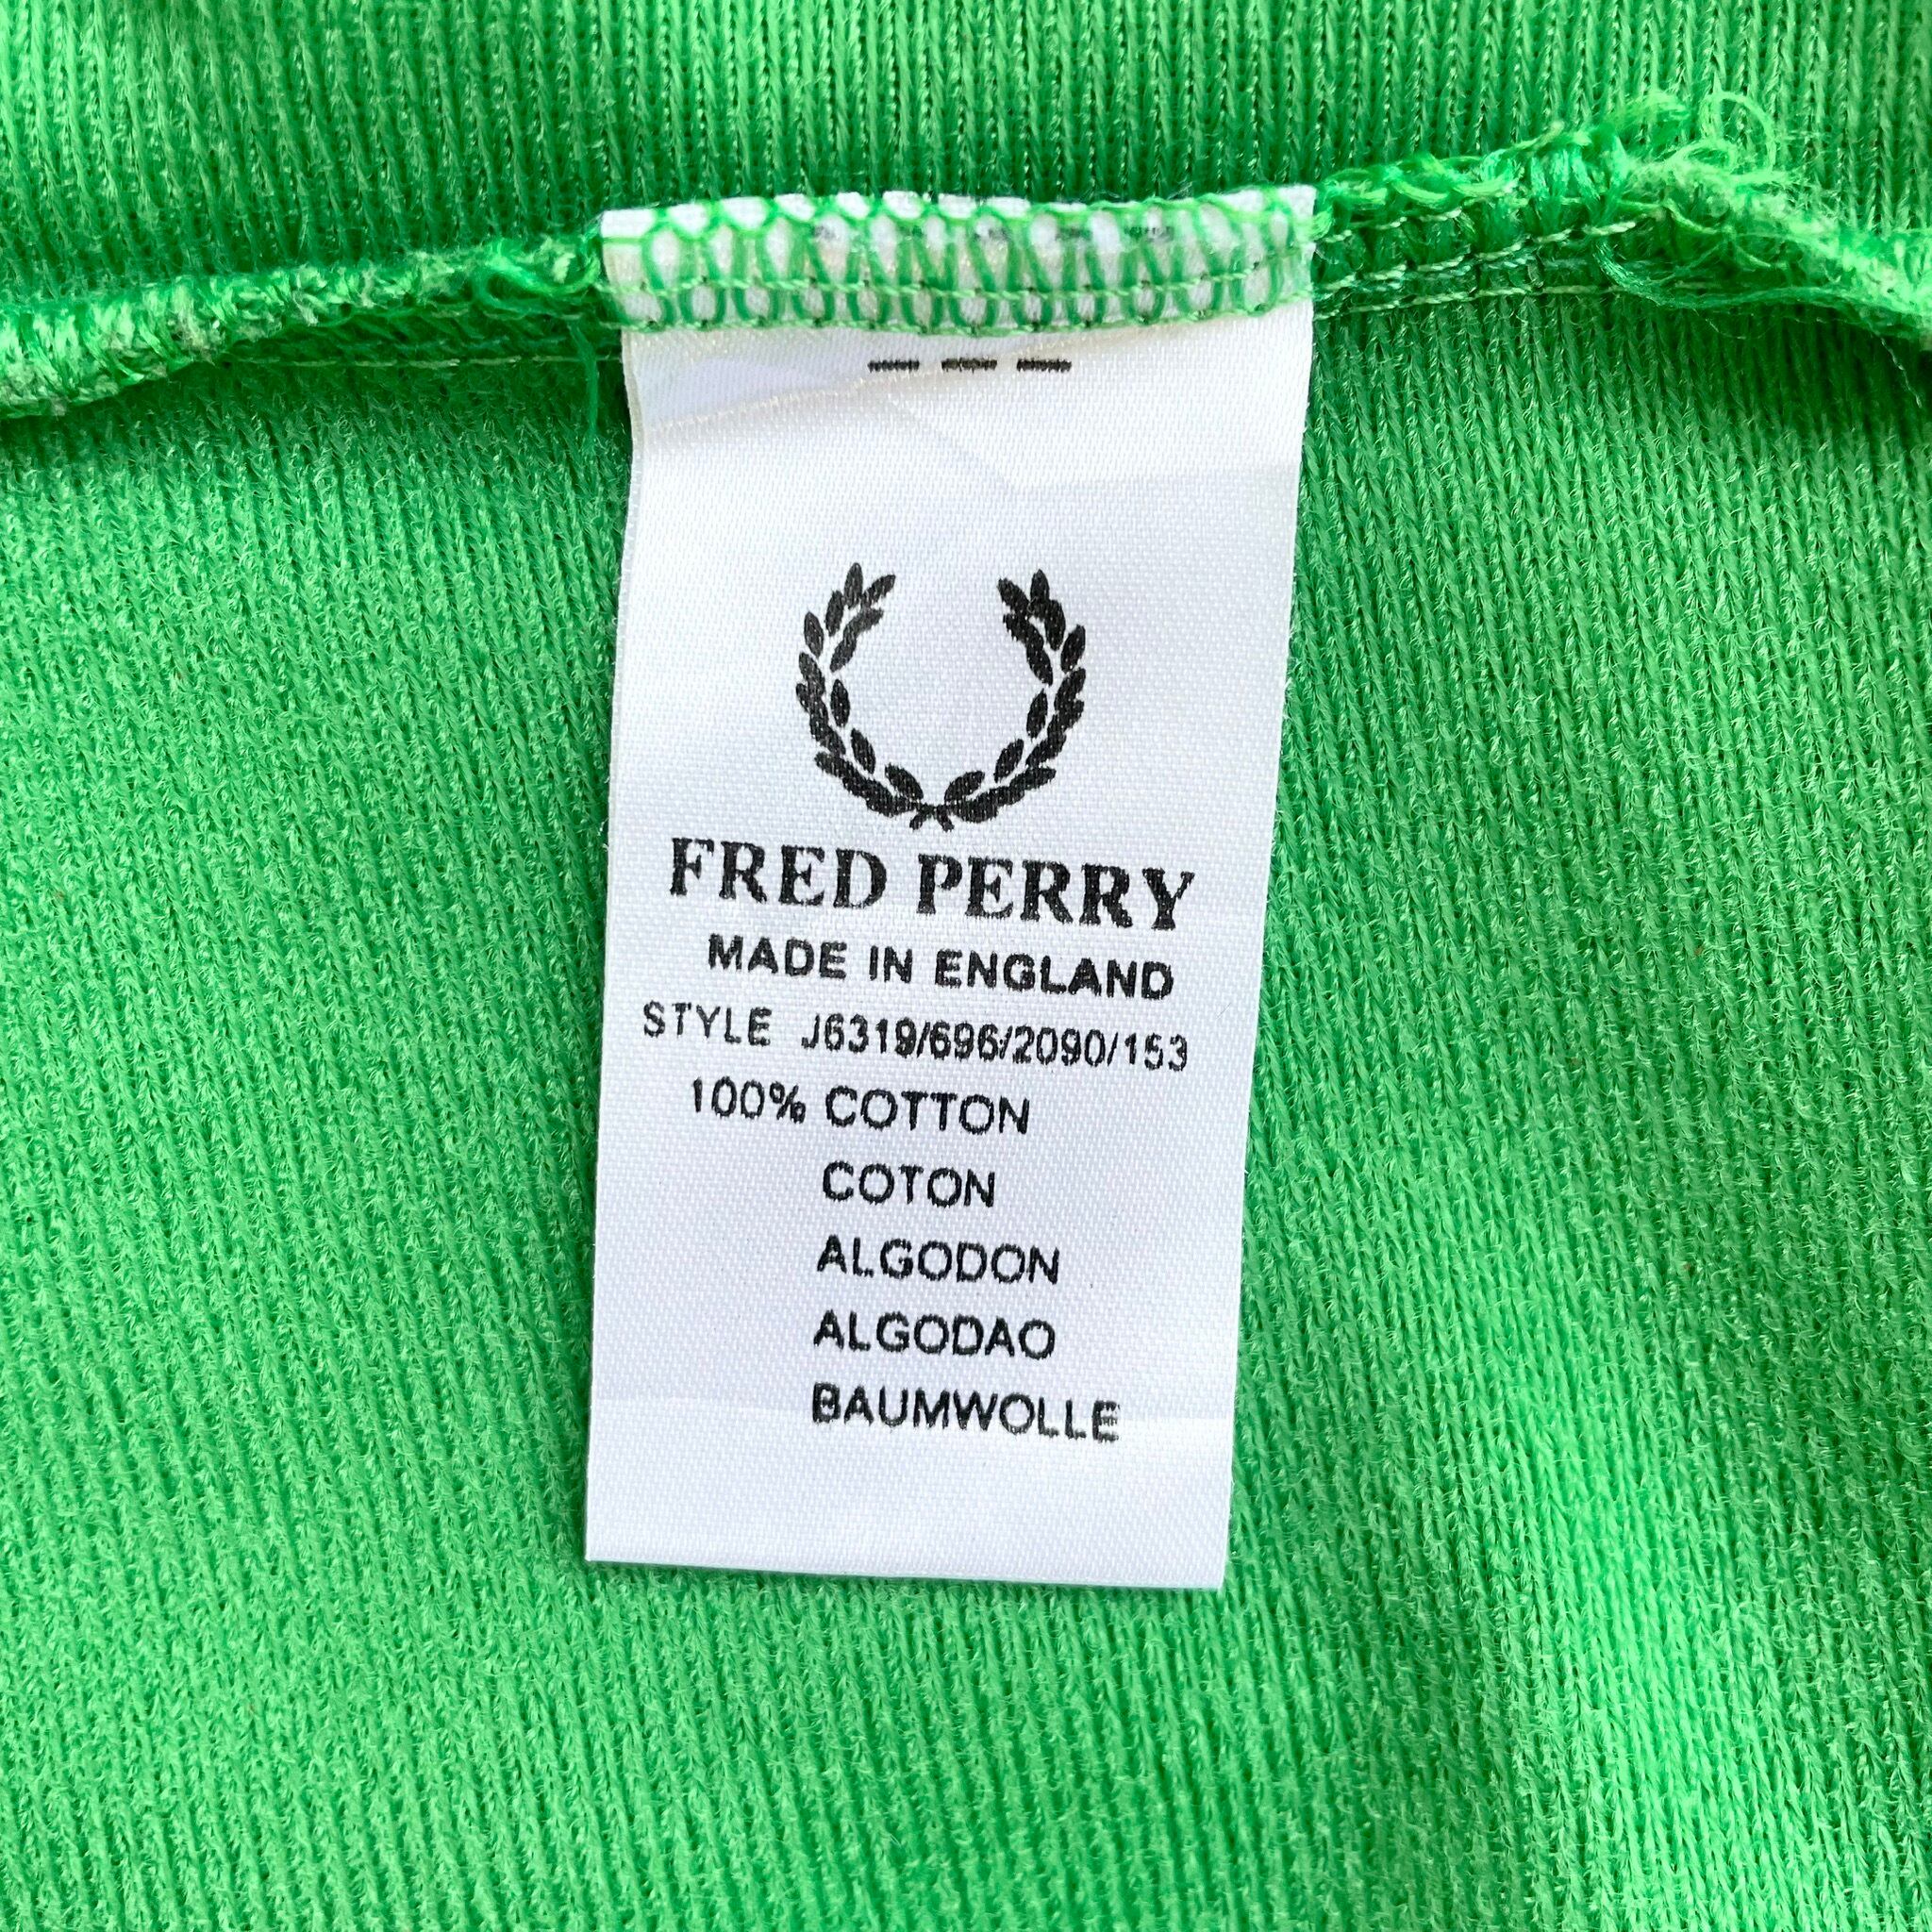 FRED PERRY
MADE IN ENGLAND
STYLE J6319/696/2090/153
100% COTTON
COTON
ALGODON
ALGODAO
BAUMWOLLE